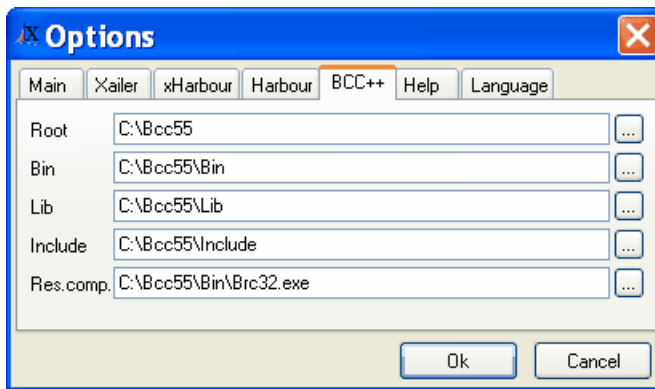 Options
Main Xailer xHarbour Harbour BCC++ Help Language
Root C:\Bcc55 ...
Bin C:\Bcc55\Bin ...
Lib C:\Bcc55\Lib ...
Include C:\Bcc55\Include ...
Res.comp. C:\Bcc55\Bin\Brc32.exe ...
Ok Cancel